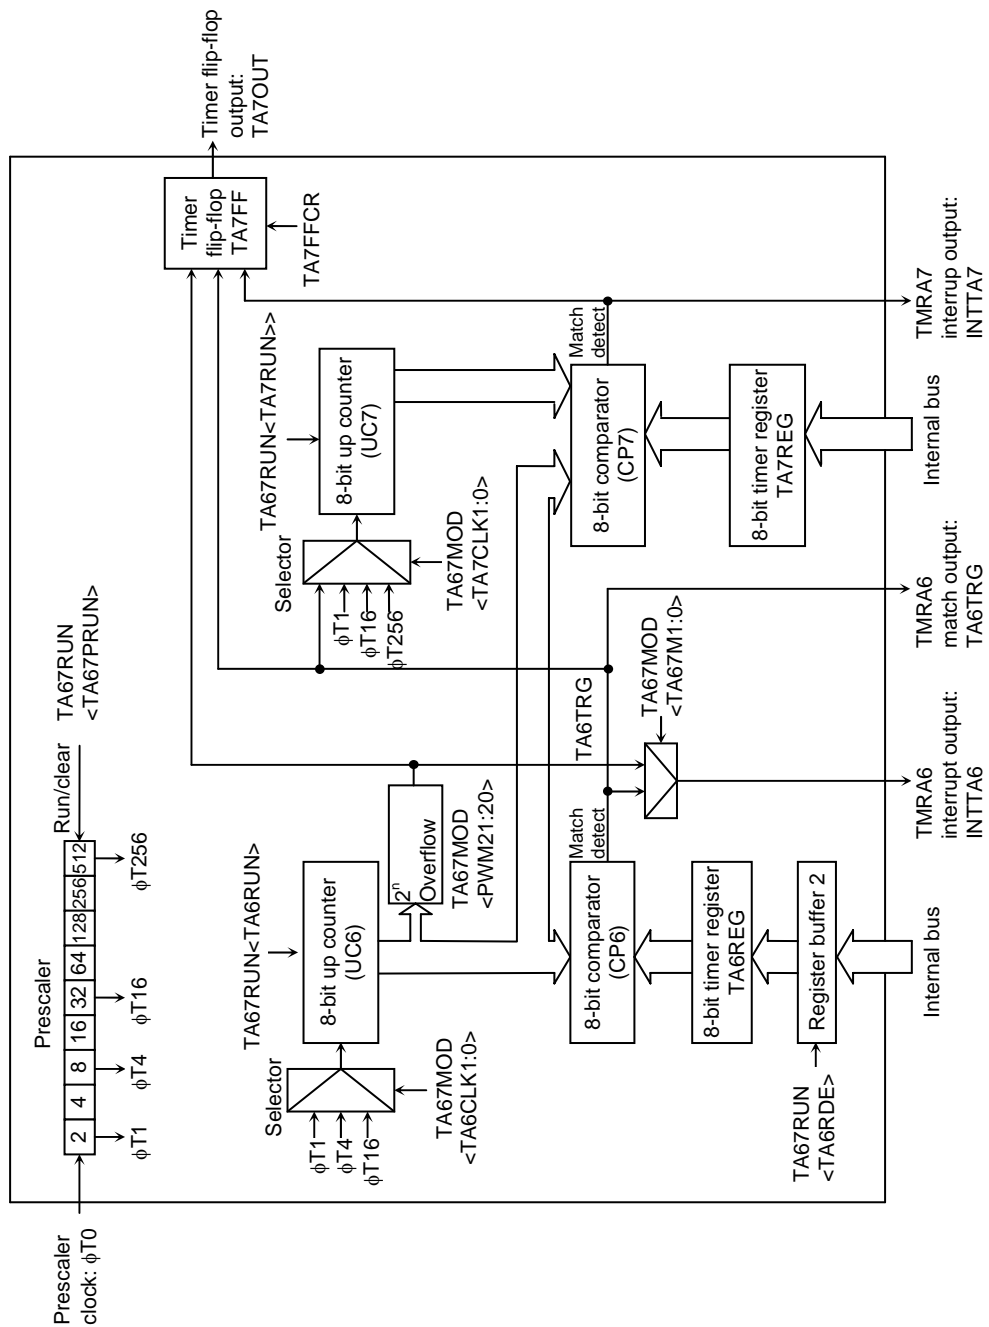 Prescaler
clock: ϕT0
Prescaler
2
4
8
16
32
64
128
256
512
Run/clear
TA67RUN
<TA67PRUN>
ϕT1
ϕT4
ϕT16
ϕT256
Timer
flip-flop
TA7FF
Timer flip-flop
output:
TA7OUT
TA7FFCR
TA67RUN<TA6RUN>
Selector
ϕT1
ϕT4
ϕT16
8-bit up counter
(UC6)
TA67MOD
<TA6CLK1:0>
2n
Overflow
TA67MOD
<PWM21:20>
TA67RUN<TA7RUN>>
Selector
ϕT1
ϕT16
ϕT256
8-bit up counter
(UC7)
TA67MOD
<TA7CLK1:0>
8-bit comparator
(CP6)
Match
detect
TA6TRG
8-bit comparator
(CP7)
Match
detect
TA67MOD
<TA67M1:0>
8-bit timer register
TA6REG
8-bit timer register
TA7REG
Register buffer 2
TA67RUN
<TA6RDE>
Internal bus
TMRA6
interrupt output:
INTTA6
TMRA6
match output:
TA6TRG
Internal bus
TMRA7
interrup output:
INTTA7